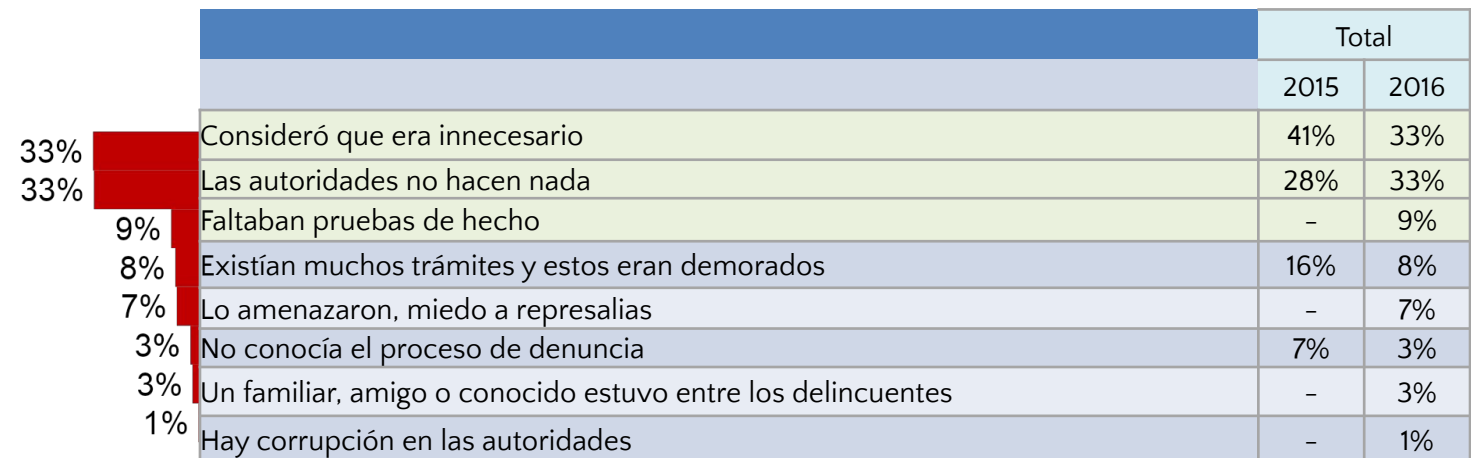 Total
2015 2016
33% Consideró que era innecesario 41% 33%
33% Las autoridades no hacen nada 28% 33%
9% Faltaban pruebas de hecho - 9%
8% Existían muchos trámites y estos eran demorados 16% 8%
7% Lo amenazaron, miedo a represalias - 7%
3% No conocía el proceso de denuncia 7% 3%
3% Un familiar, amigo o conocido estuvo entre los delincuentes - 3%
1% Hay corrupción en las autoridades - 1%